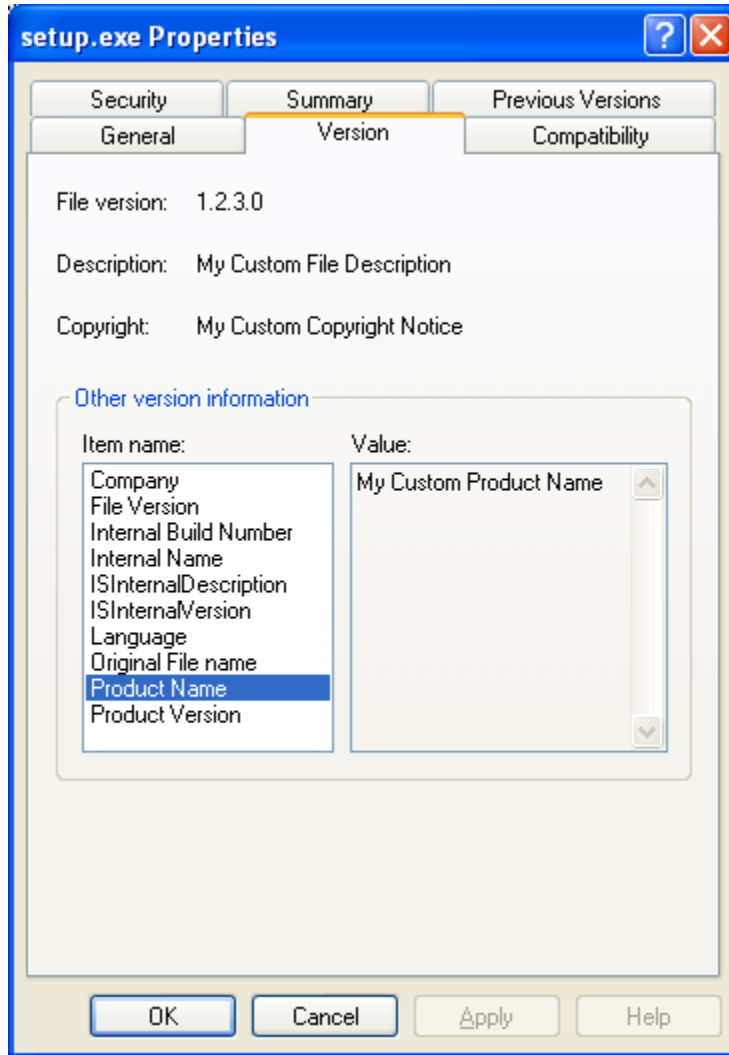 setup.exe Properties
Security Summary Previous Versions
General Version Compatibility
File version: 1.2.3.0
Description: My Custom File Description
Copyright: My Custom Copyright Notice
Other version information
Item name: Value:
Company My Custom Product Name
File Version
Internal Build Number
Internal Name
ISInternalDescription
ISInternalVersion
Language
Original File name
Product Name
Product Version
OK Cancel Apply Help